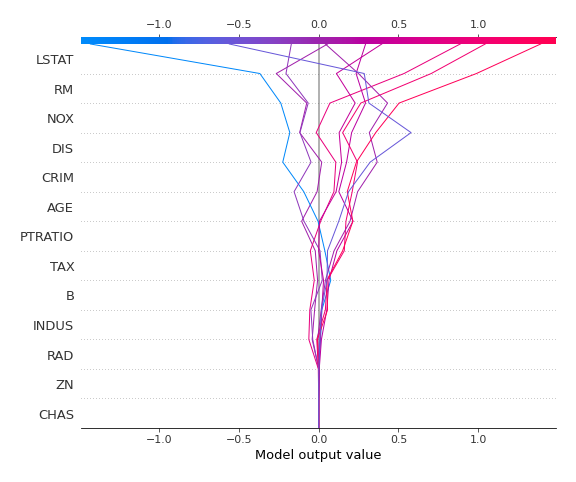 −1.0 −0.5 0.0 0.5 1.0
LSTAT
RM
NOX
DIS
CRIM
AGE
PTRATIO
TAX
B
INDUS
RAD
ZN
CHAS
−1.0 −0.5 0.0 0.5 1.0
Model output value